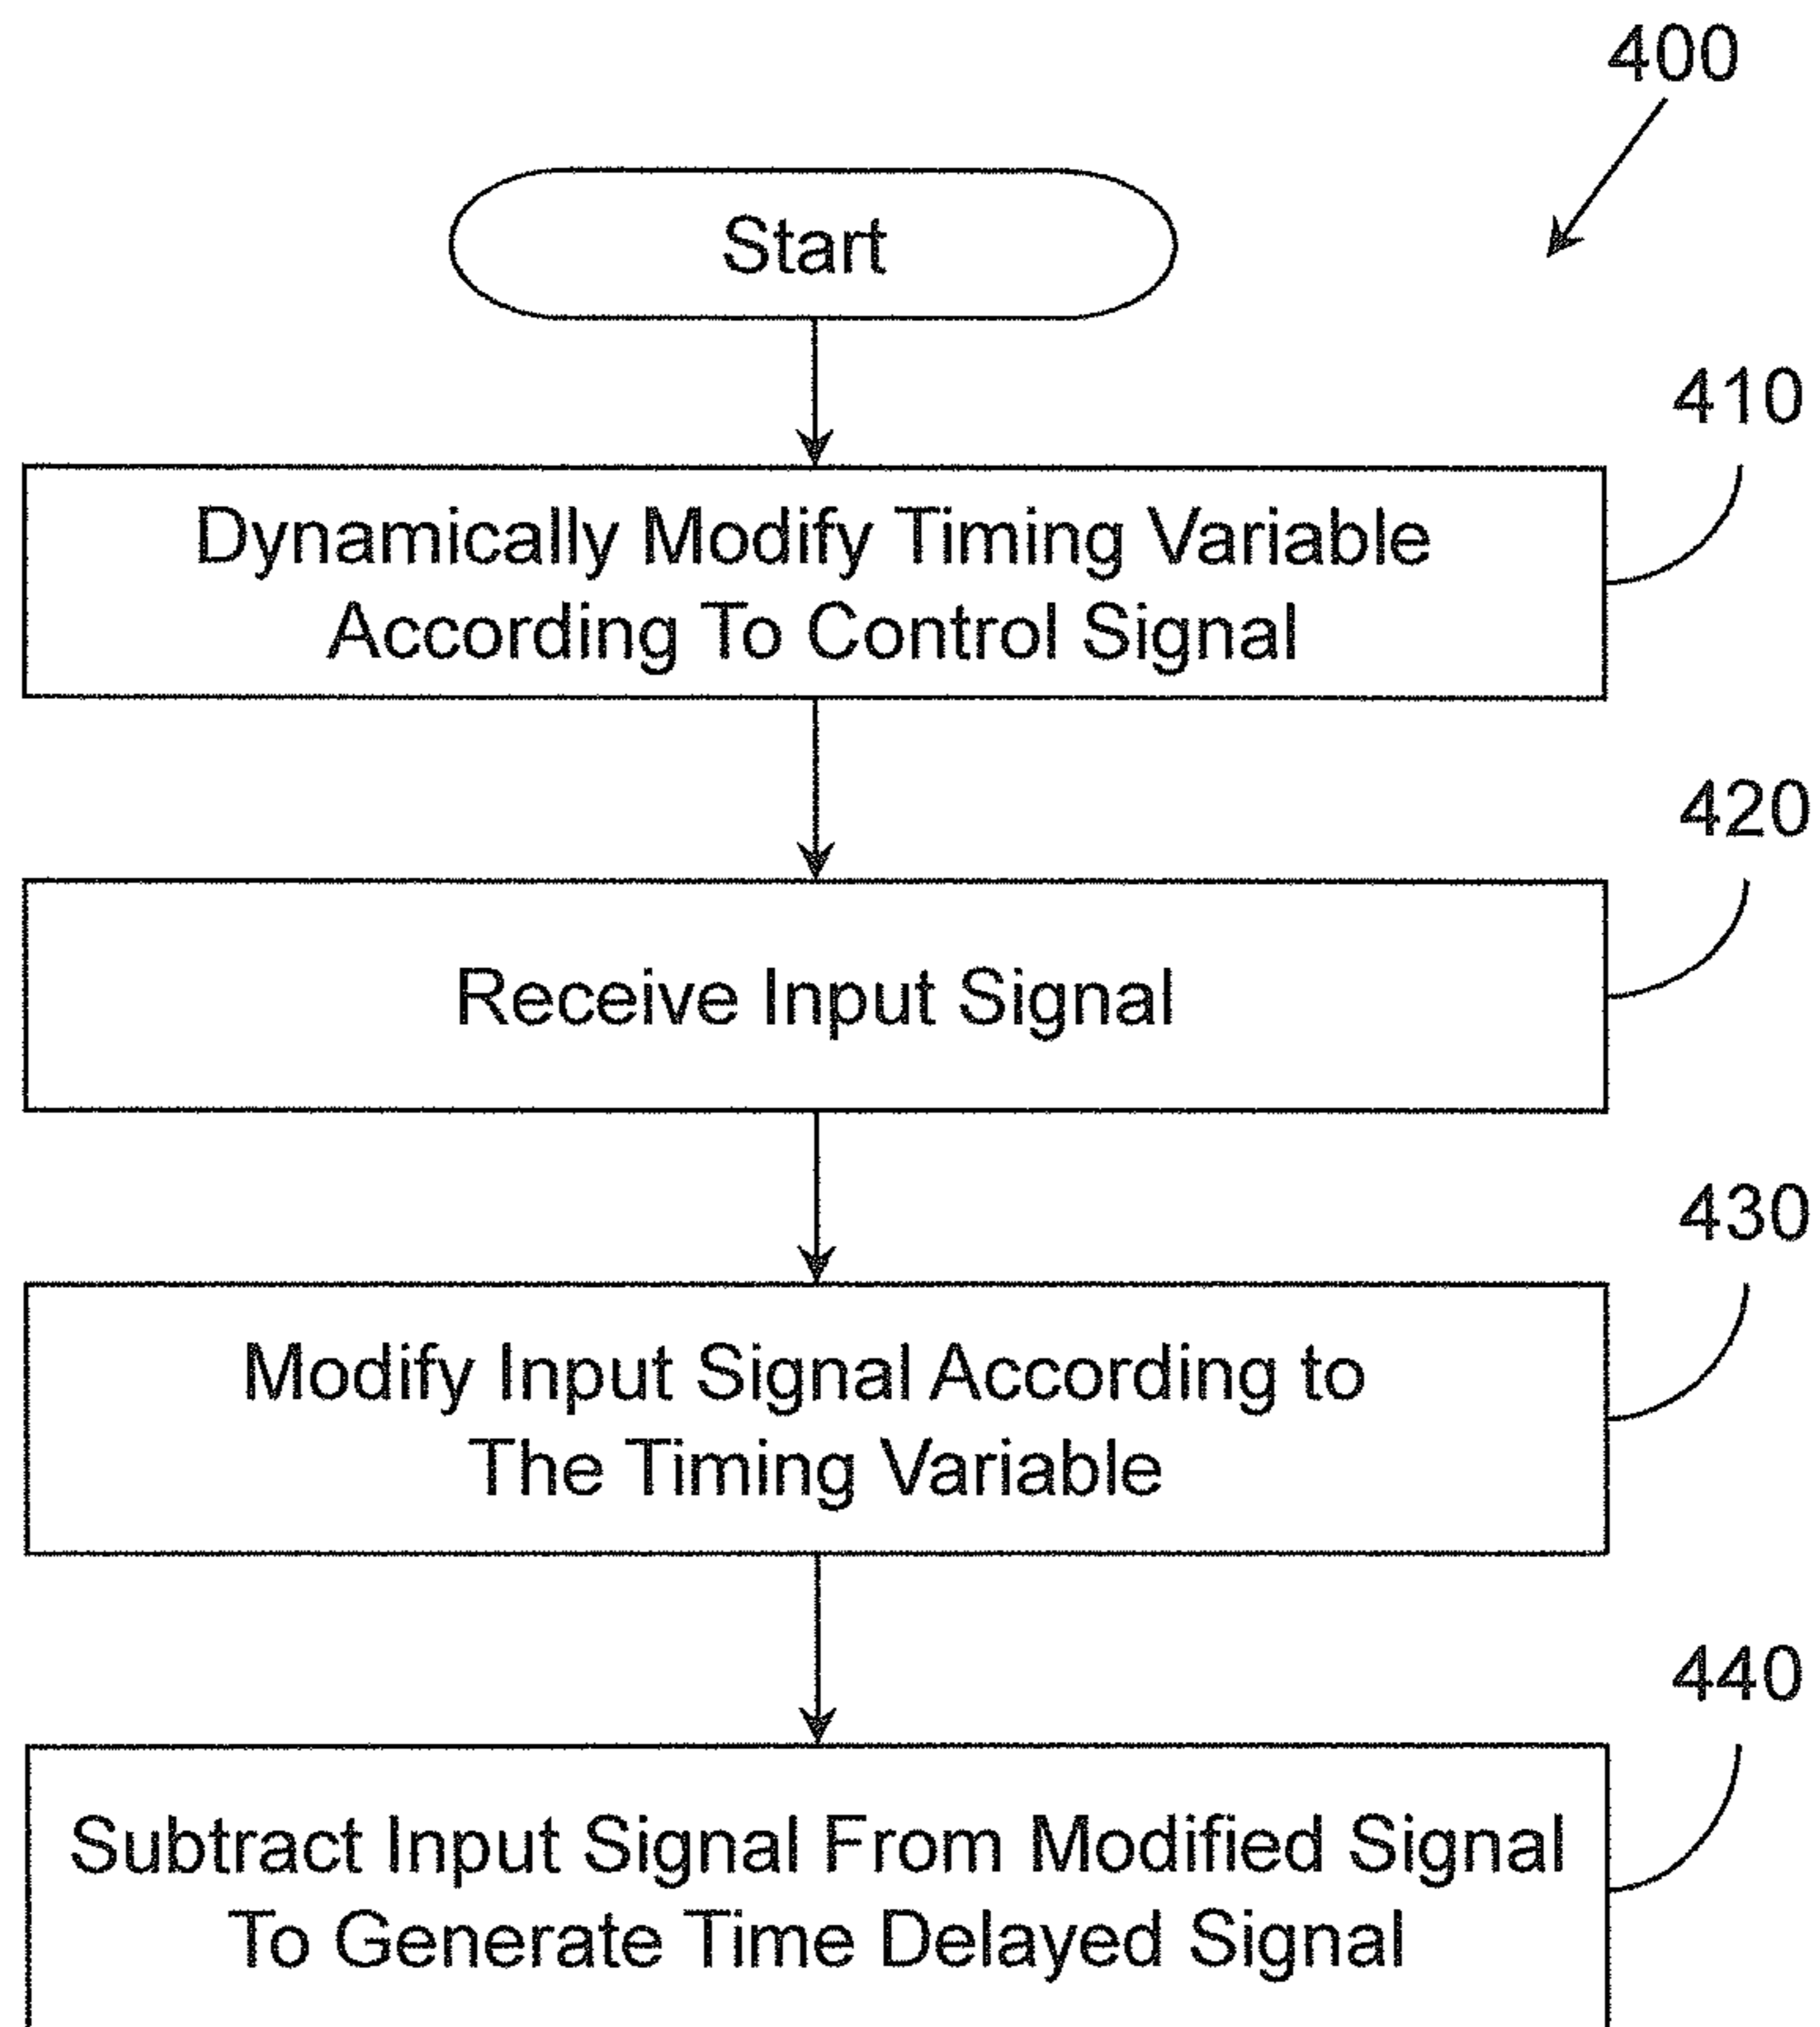 400
Start
410
Dynamically Modify Timing Variable
According To Control Signal
420
Receive Input Signal
430
Modify Input Signal According to
The Timing Variable
440
Subtract Input Signal From Modified Signal
To Generate Time Delayed Signal